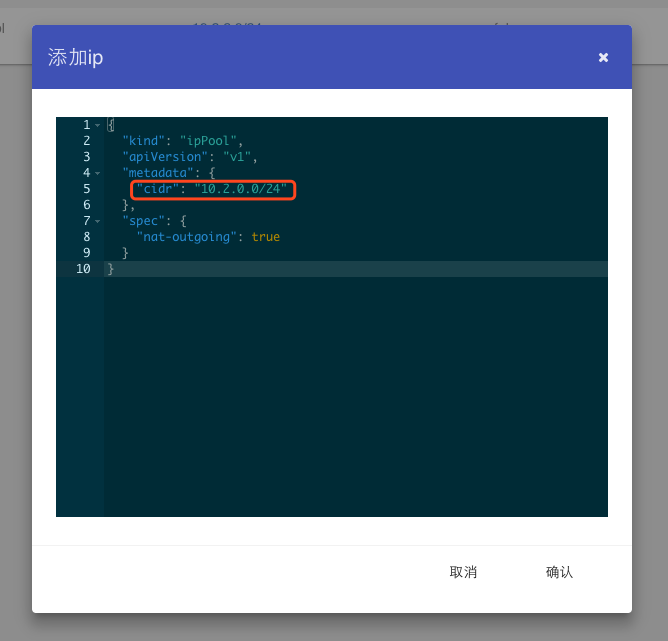 添加ip ×
1 {
2 "kind": "ipPool",
3 "apiVersion": "v1",
4 "metadata": {
5 "cidr": "10.2.0.0/24"
6 },
7 "spec": {
8 "nat-outgoing": true
9 }
10 }
取消 确认